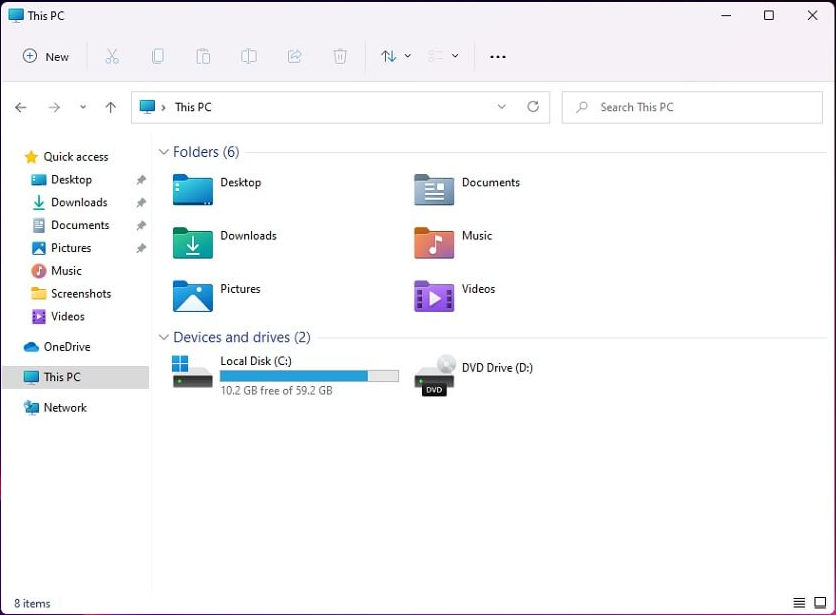 This PC
New
This PC
Search This PC
Quick access
Desktop
Downloads
Documents
Pictures
Music
Screenshots
Videos
OneDrive
This PC
Network
Folders (6)
Desktop
Documents
Downloads
Music
Pictures
Videos
Devices and drives (2)
Local Disk (C:)
10.2 GB free of 59.2 GB
DVD Drive (D:)
DVD
8 items